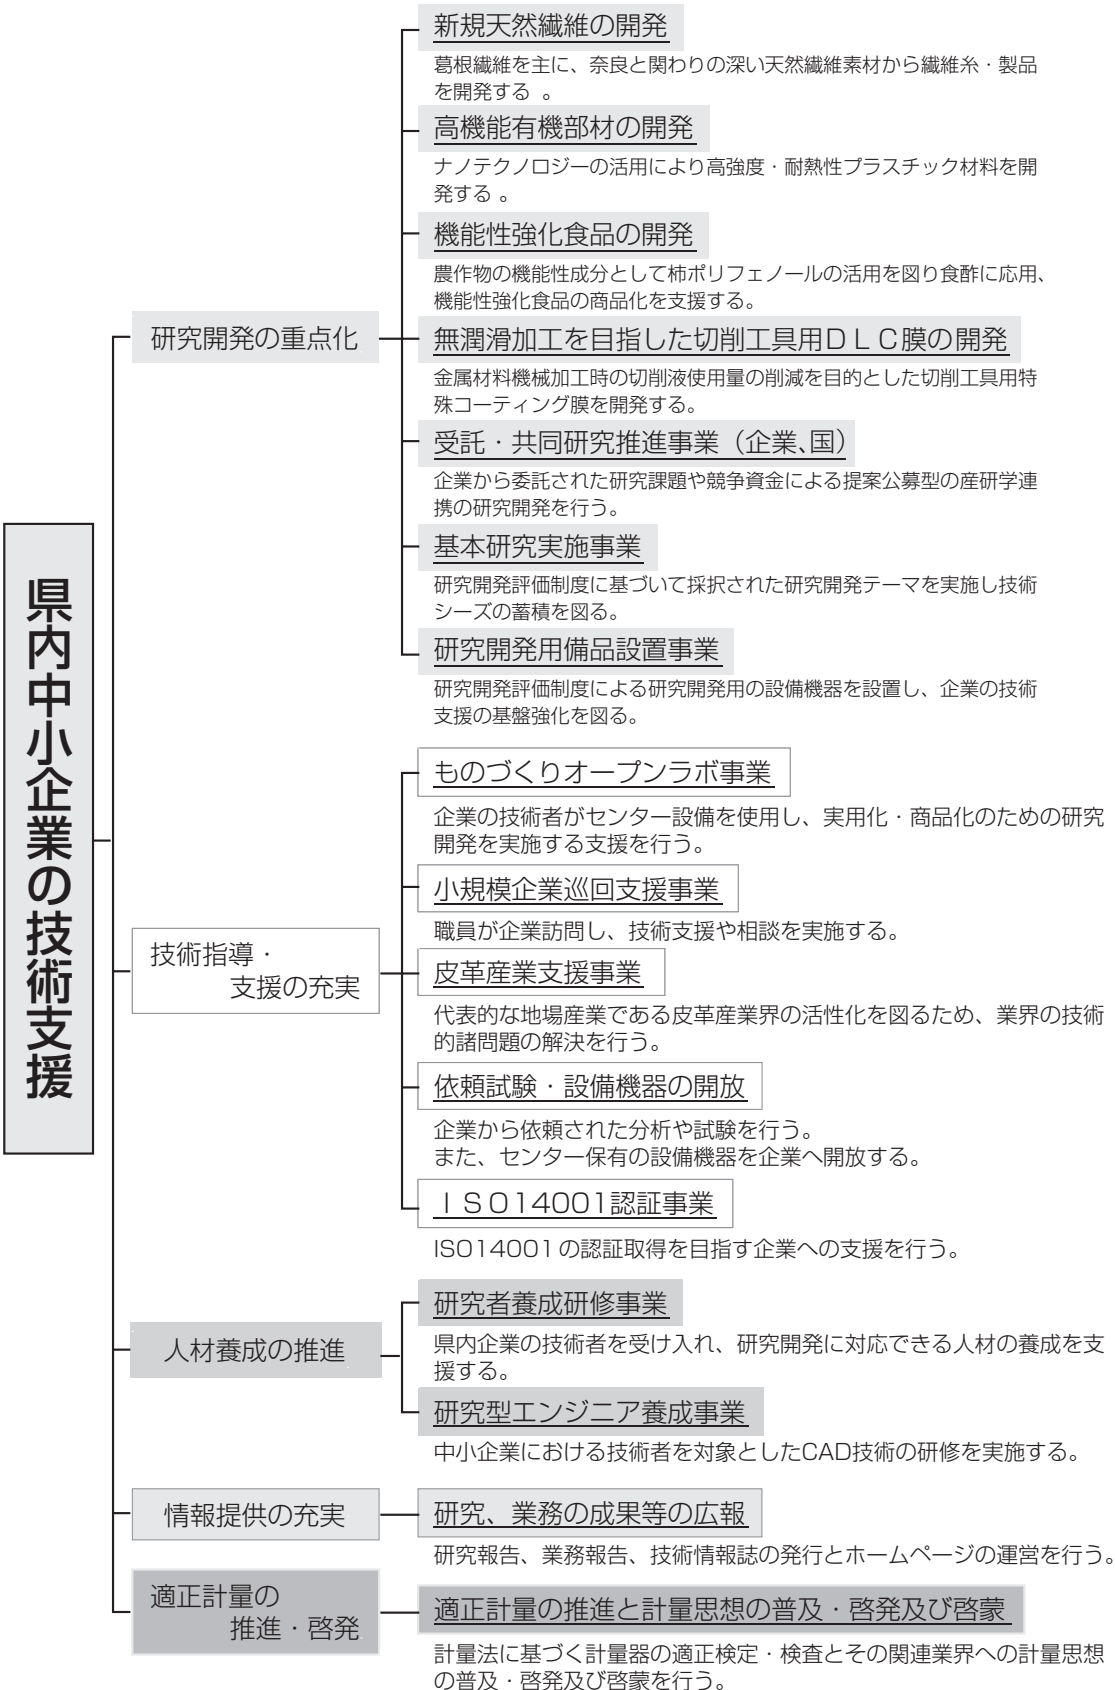 県内中小企業の技術支援
研究開発の重点化
新規天然繊維の開発
葛根繊維を主に、奈良と関わりの深い天然繊維素材から繊維糸・製品
を開発する 。
高機能有機部材の開発
ナノテクノロジーの活用により高強度・耐熱性プラスチック材料を開
発する 。
機能性強化食品の開発
農作物の機能性成分として柿ポリフェノールの活用を図り食酢に応用、
機能性強化食品の商品化を支援する。
無潤滑加工を目指した切削工具用ＤＬＣ膜の開発
金属材料機械加工時の切削液使用量の削減を目的とした切削工具用特
殊コーティング膜を開発する。
受託・共同研究推進事業（企業、国）
企業から委託された研究課題や競争資金による提案公募型の産研学連
携の研究開発を行う。
基本研究実施事業
研究開発評価制度に基づいて採択された研究開発テーマを実施し技術
シーズの蓄積を図る。
研究開発用備品設置事業
研究開発評価制度による研究開発用の設備機器を設置し、企業の技術
支援の基盤強化を図る。
技術指導・
支援の充実
ものづくりオープンラボ事業
企業の技術者がセンター設備を使用し、実用化・商品化のための研究
開発を実施する支援を行う。
小規模企業巡回支援事業
職員が企業訪問し、技術支援や相談を実施する。
皮革産業支援事業
代表的な地場産業である皮革産業界の活性化を図るため、業界の技術
的諸問題の解決を行う。
依頼試験・設備機器の開放
企業から依頼された分析や試験を行う。
また、センター保有の設備機器を企業へ開放する。
ＩＳＯ14001認証事業
ISO14001の認証取得を目指す企業への支援を行う。
人材養成の推進
研究者養成研修事業
県内企業の技術者を受け入れ、研究開発に対応できる人材の養成を支
援する。
研究型エンジニア養成事業
中小企業における技術者を対象としたCAD技術の研修を実施する。
情報提供の充実
研究、業務の成果等の広報
研究報告、業務報告、技術情報誌の発行とホームページの運営を行う。
適正計量の
推進・啓発
適正計量の推進と計量思想の普及・啓発及び啓蒙
計量法に基づく計量器の適正検定・検査とその関連業界への計量思想
の普及・啓発及び啓蒙を行う。